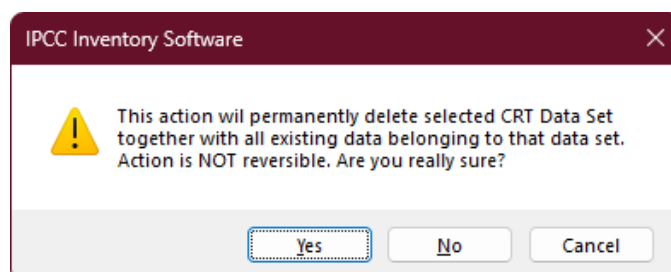 IPCC Inventory Software
This action wil permanently delete selected CRT Data Set
together with all existing data belonging to that data set.
Action is NOT reversible. Are you really sure?
Yes
No
Cancel